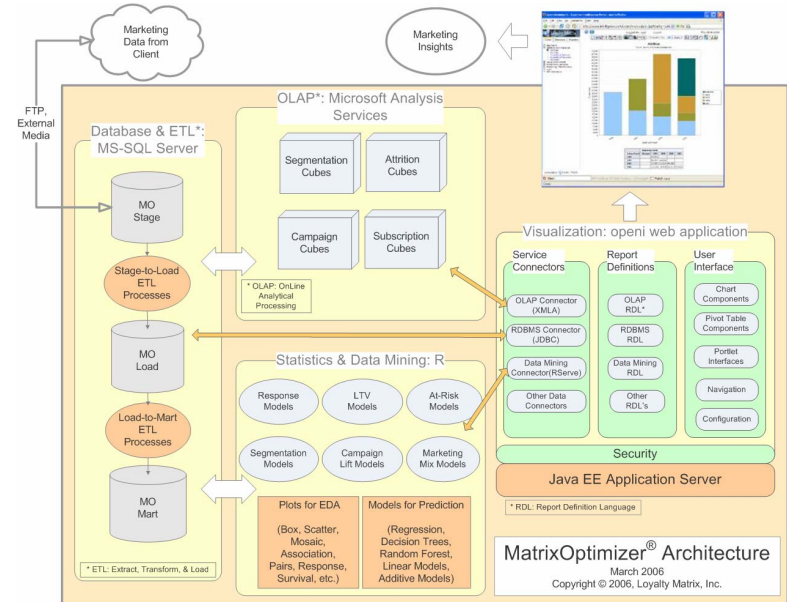 Marketing
Data from
Client
Marketing
Insights
FTP,
External
Media
Database & ETL*:
MS-SQL Server
MO
Stage
Stage-to-Load
ETL
Processes
MO
Load
Load-to-Mart
ETL
Processes
MO
Mart
* ETL: Extract, Transform, & Load
OLAP*: Microsoft Analysis
Services
Segmentation
Cubes
Attrition
Cubes
Campaign
Cubes
Subscription
Cubes
* OLAP: OnLine
Analytical
Processing
Statistics & Data Mining: R
Response
Models
LTV
Models
At-Risk
Models
Segmentation
Models
Campaign
Lift Models
Marketing
Mix Models
Plots for EDA
(Box, Scatter,
Mosaic,
Association,
Pairs, Response,
Survival, etc.)
Models for Prediction
(Regression,
Decision Trees,
Random Forest,
Linear Models,
Additive Models)
Visualization: openi web application
Service
Connectors
OLAP Connector
(XMLA)
RDBMS Connector
(JDBC)
Data Mining
Connector(RServe)
Other Data
Connectors
Report
Definitions
OLAP
RDL*
RDBMS
RDL
Data Mining
RDL
Other
RDL's
User
Interface
Chart
Components
Pivot Table
Components
Portlet
Interfaces
Navigation
Configuration
Security
Java EE Application Server
* RDL: Report Definition Language
MatrixOptimizer® Architecture
March 2006
Copyright © 2006, Loyalty Matrix, Inc.